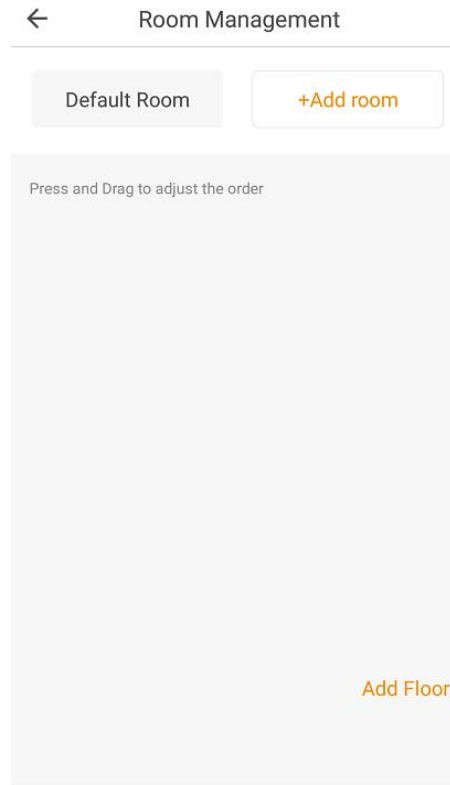 Room Management
Default Room
+Add room
Press and Drag to adjust the order
Add Floor